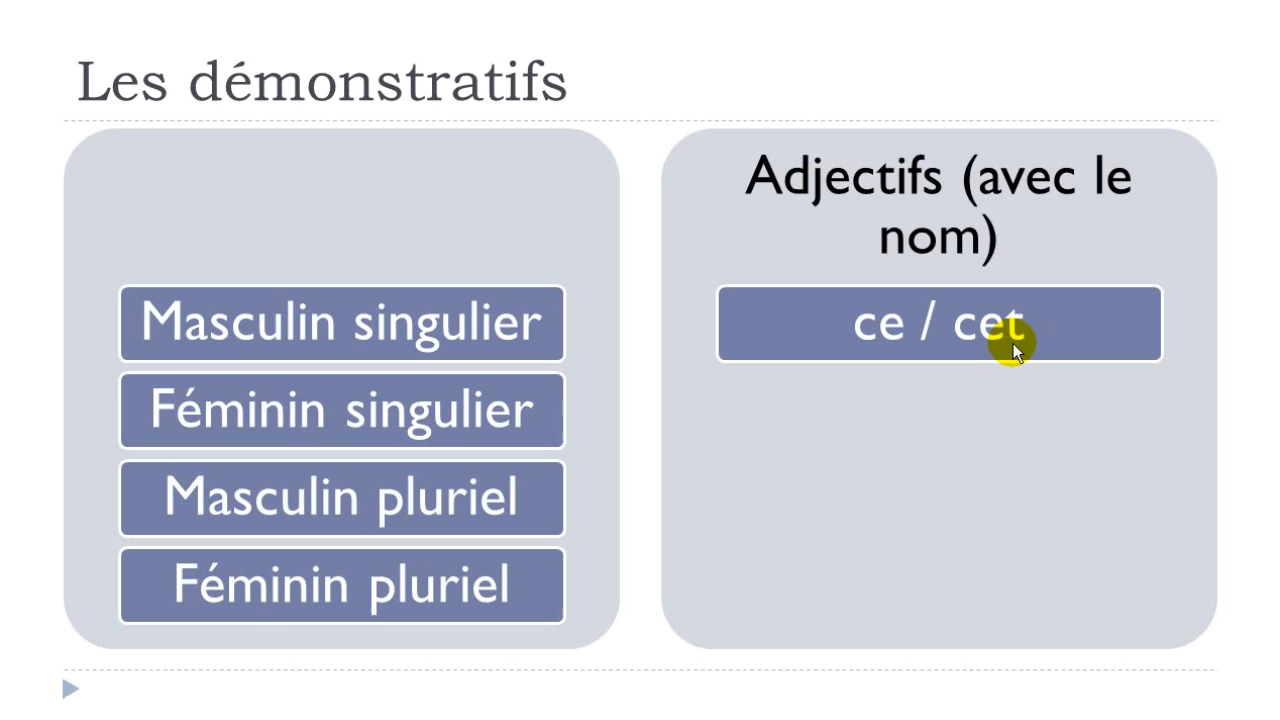 Les démonstratifs
Adjectifs (avec le
nom)
Masculin singulier
ce / cet
Féminin singulier
Masculin pluriel
Féminin pluriel